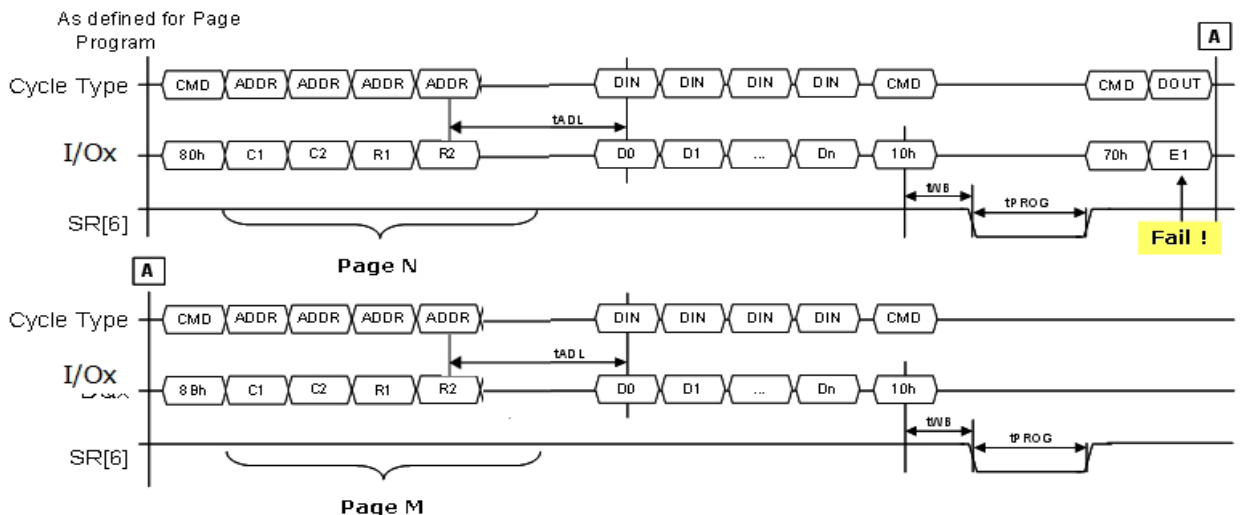 As defined for Page
Program
A
Cycle Type CMD ADDR ADDR ADDR ADDR DIN DIN DIN DIN CMD CMD DOUT
tADL
I/Ox 80h C1 C2 R1 R2 D0 D1 ... Dn 10h 70h E1
tWB tPROG
SR[6]
Fail !
Page N
A
Cycle Type CMD ADDR ADDR ADDR ADDR DIN DIN DIN DIN CMD
tADL
I/Ox 8Bh C1 C2 R1 R2 D0 D1 ... Dn 10h
tWB tPROG
SR[6]
Page M